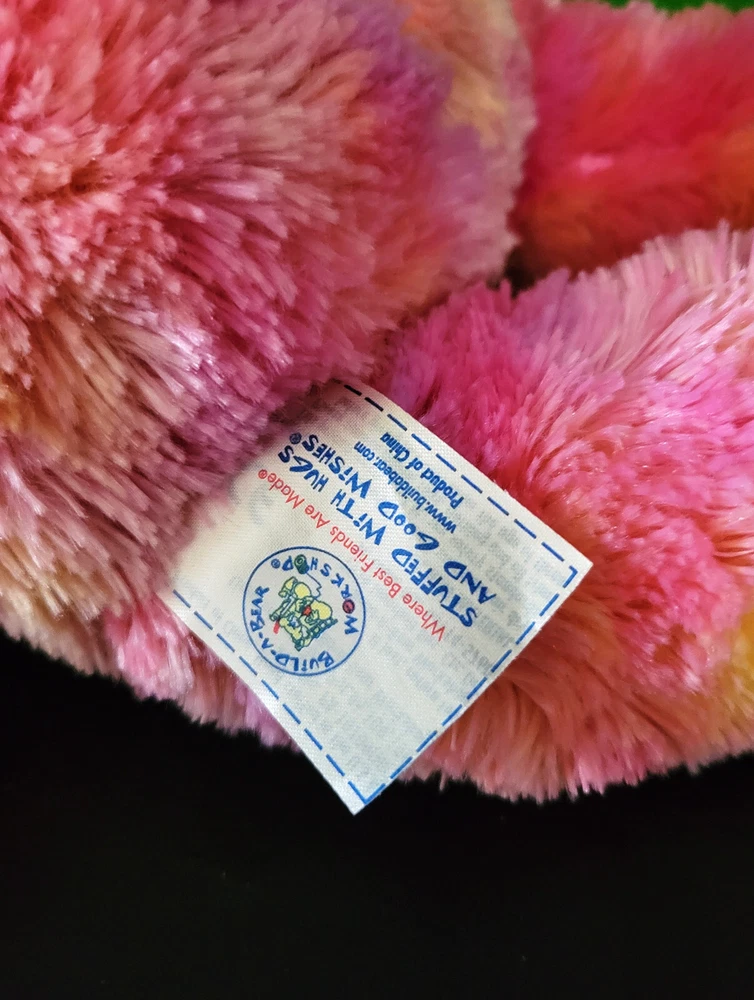 BUILD-A-BEAR
WORKSHOP®
Where Best Friends Are Made®
STUFFED WITH HUGS
AND GOOD WISHES®
www.buildabear.com
Product of China